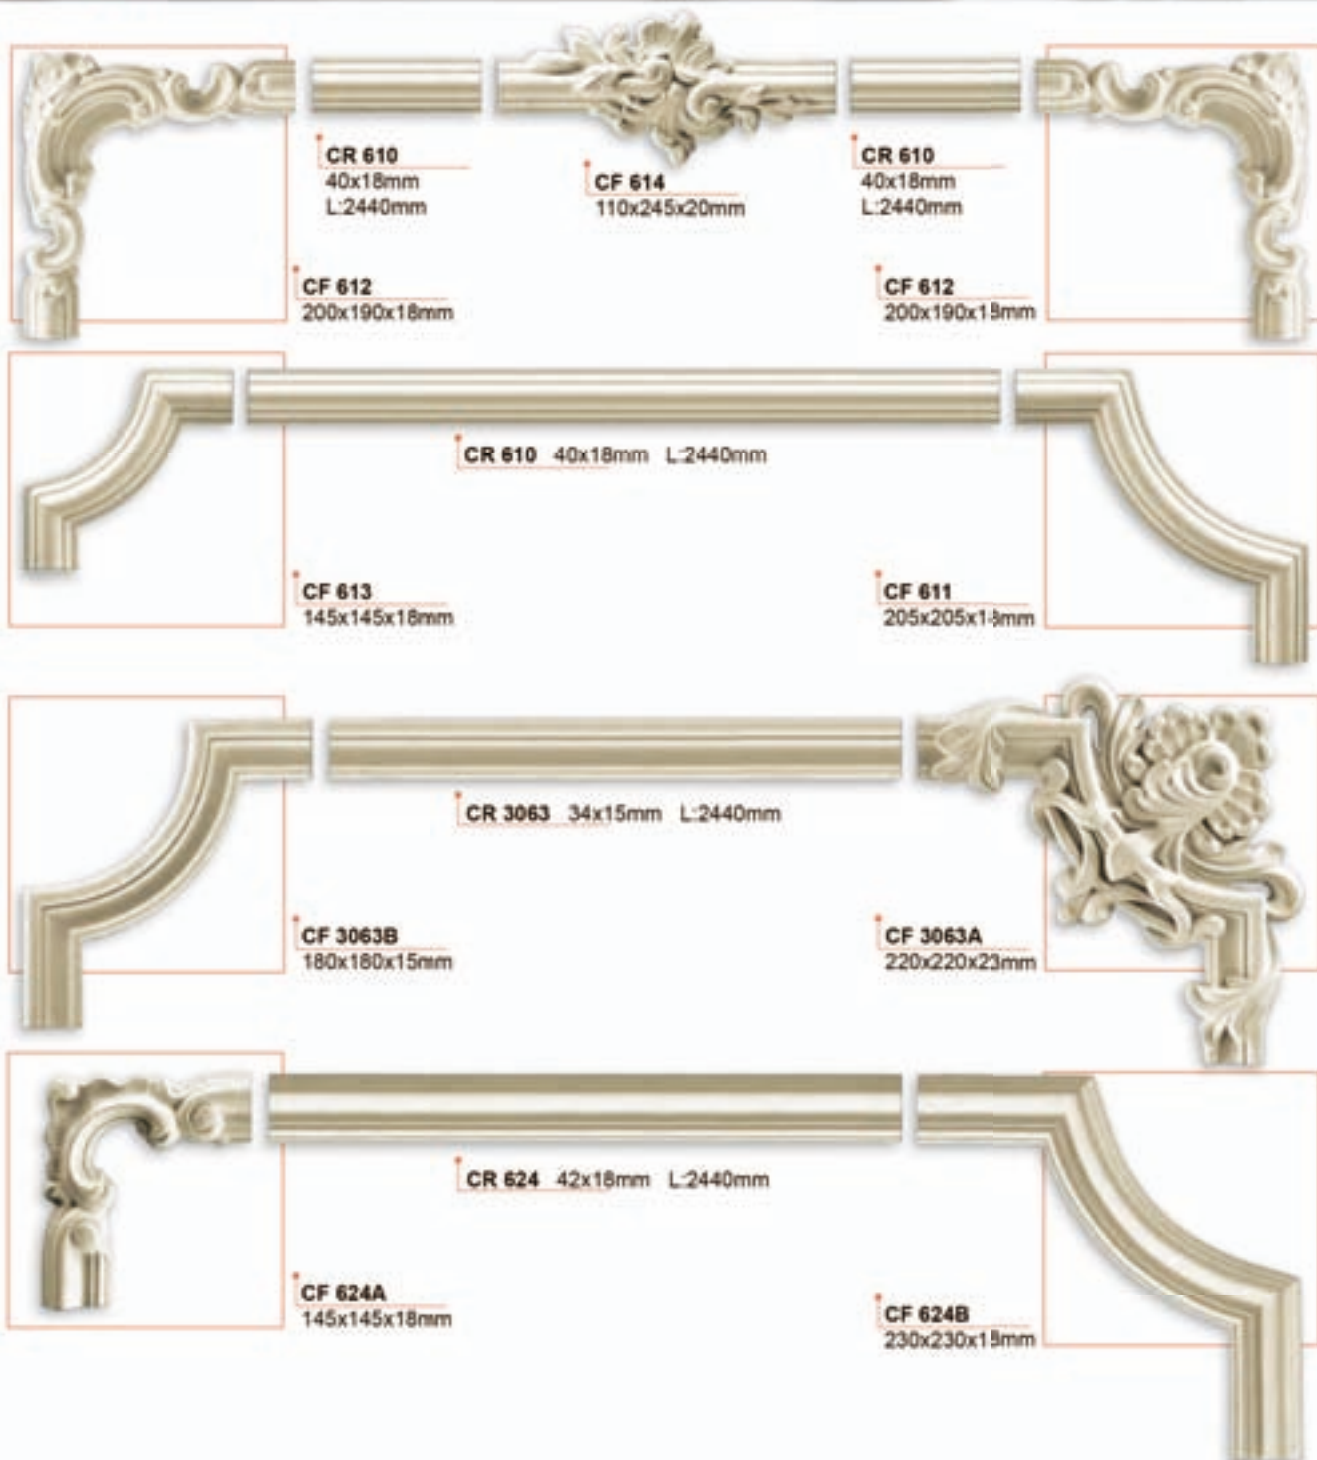 CR 610
40x18mm
L:2440mm
CF 614
110x245x20mm
CR 610
40x18mm
L:2440mm
CF 612
200x190x18mm
CF 612
200x190x18mm
CR 610 40x18mm L:2440mm
CF 613
145x145x18mm
CF 611
205x205x18mm
CR 3063 34x15mm L:2440mm
CF 3063B
180x180x15mm
CF 3063A
220x220x23mm
CR 624 42x18mm L:2440mm
CF 624A
145x145x18mm
CF 624B
230x230x18mm